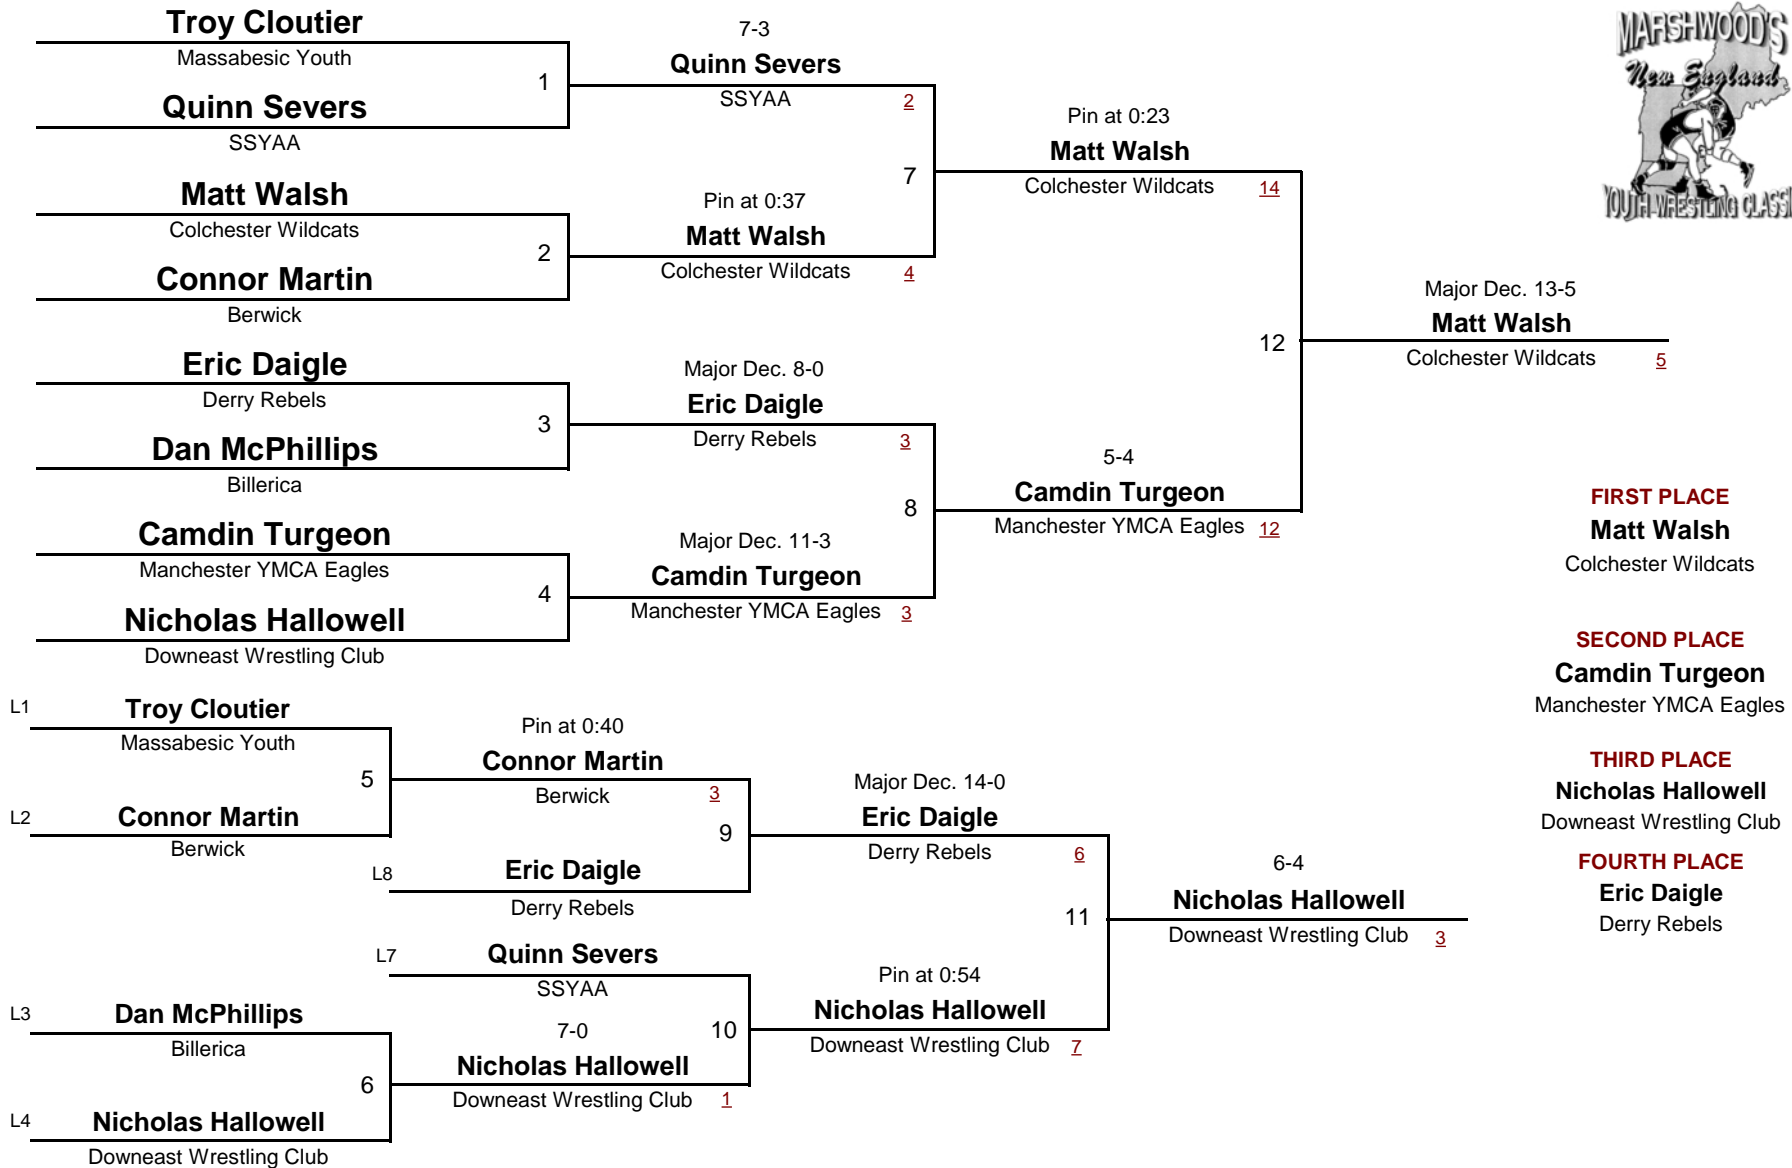 Troy Cloutier
Massabesic Youth
1
Quinn Severs
SSYAA
Matt Walsh
Colchester Wildcats
2
Connor Martin
Berwick
Eric Daigle
Derry Rebels
3
Dan McPhillips
Billerica
Camdin Turgeon
Manchester YMCA Eagles
4
Nicholas Hallowell
Downeast Wrestling Club
7-3
Quinn Severs
SSYAA 2
7
Pin at 0:37
Matt Walsh
Colchester Wildcats 4
Major Dec. 8-0
Eric Daigle
Derry Rebels 3
8
Major Dec. 11-3
Camdin Turgeon
Manchester YMCA Eagles 3
Pin at 0:23
Matt Walsh
Colchester Wildcats 14
12
5-4
Camdin Turgeon
Manchester YMCA Eagles 12
Major Dec. 13-5
Matt Walsh
Colchester Wildcats 5
MARSHWOOD'S
New England
YOUTH WRESTLING CLASSI
FIRST PLACE
Matt Walsh
Colchester Wildcats
SECOND PLACE
Camdin Turgeon
Manchester YMCA Eagles
THIRD PLACE
Nicholas Hallowell
Downeast Wrestling Club
FOURTH PLACE
Eric Daigle
Derry Rebels
L1 Troy Cloutier
Massabesic Youth
5
L2 Connor Martin
Berwick
Pin at 0:40
Connor Martin
Berwick 3
9
L8 Eric Daigle
Derry Rebels
L7 Quinn Severs
SSYAA
10
L3 Dan McPhillips
Billerica
6
L4 Nicholas Hallowell
Downeast Wrestling Club
7-0
Nicholas Hallowell
Downeast Wrestling Club 1
Major Dec. 14-0
Eric Daigle
Derry Rebels 6
11
Pin at 0:54
Nicholas Hallowell
Downeast Wrestling Club 7
6-4
Nicholas Hallowell
Downeast Wrestling Club 3